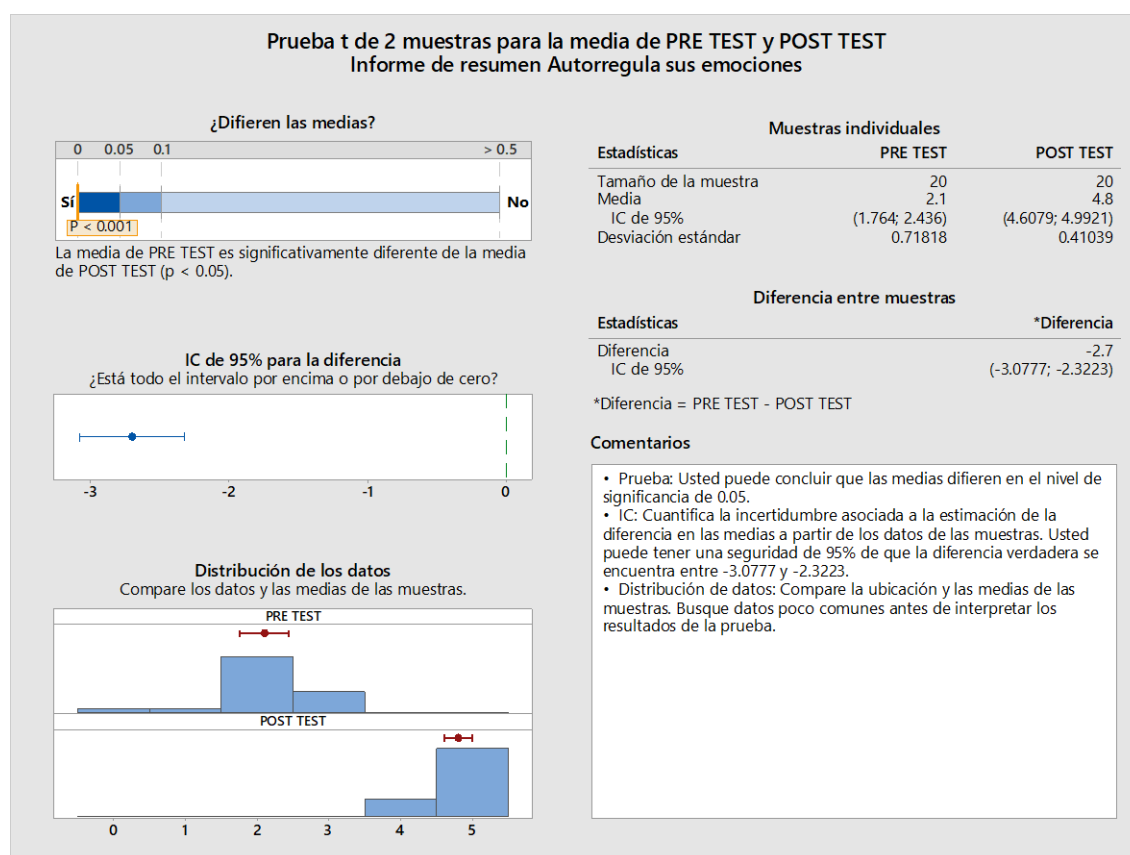 Prueba t de 2 muestras para la media de PRE TEST y POST TEST
Informe de resumen Autorregula sus emociones
¿Difieren las medias?
0 0.05 0.1 > 0.5
Sí No
P < 0.001
La media de PRE TEST es significativamente diferente de la media
de POST TEST (p < 0.05).
IC de 95% para la diferencia
¿Está todo el intervalo por encima o por debajo de cero?
-3 -2 -1 0
Distribución de los datos
Compare los datos y las medias de las muestras.
PRE TEST
POST TEST
0 1 2 3 4 5
Muestras individuales
Estadísticas PRE TEST POST TEST
Tamaño de la muestra 20 20
Media 2.1 4.8
IC de 95% (1.764; 2.436) (4.6079; 4.9921)
Desviación estándar 0.71818 0.41039
Diferencia entre muestras
Estadísticas *Diferencia
Diferencia -2.7
IC de 95% (-3.0777; -2.3223)
*Diferencia = PRE TEST - POST TEST
Comentarios
• Prueba: Usted puede concluir que las medias difieren en el nivel de
significancia de 0.05.
• IC: Cuantifica la incertidumbre asociada a la estimación de la
diferencia en las medias a partir de los datos de las muestras. Usted
puede tener una seguridad de 95% de que la diferencia verdadera se
encuentra entre -3.0777 y -2.3223.
• Distribución de datos: Compare la ubicación y las medias de las
muestras. Busque datos poco comunes antes de interpretar los
resultados de la prueba.